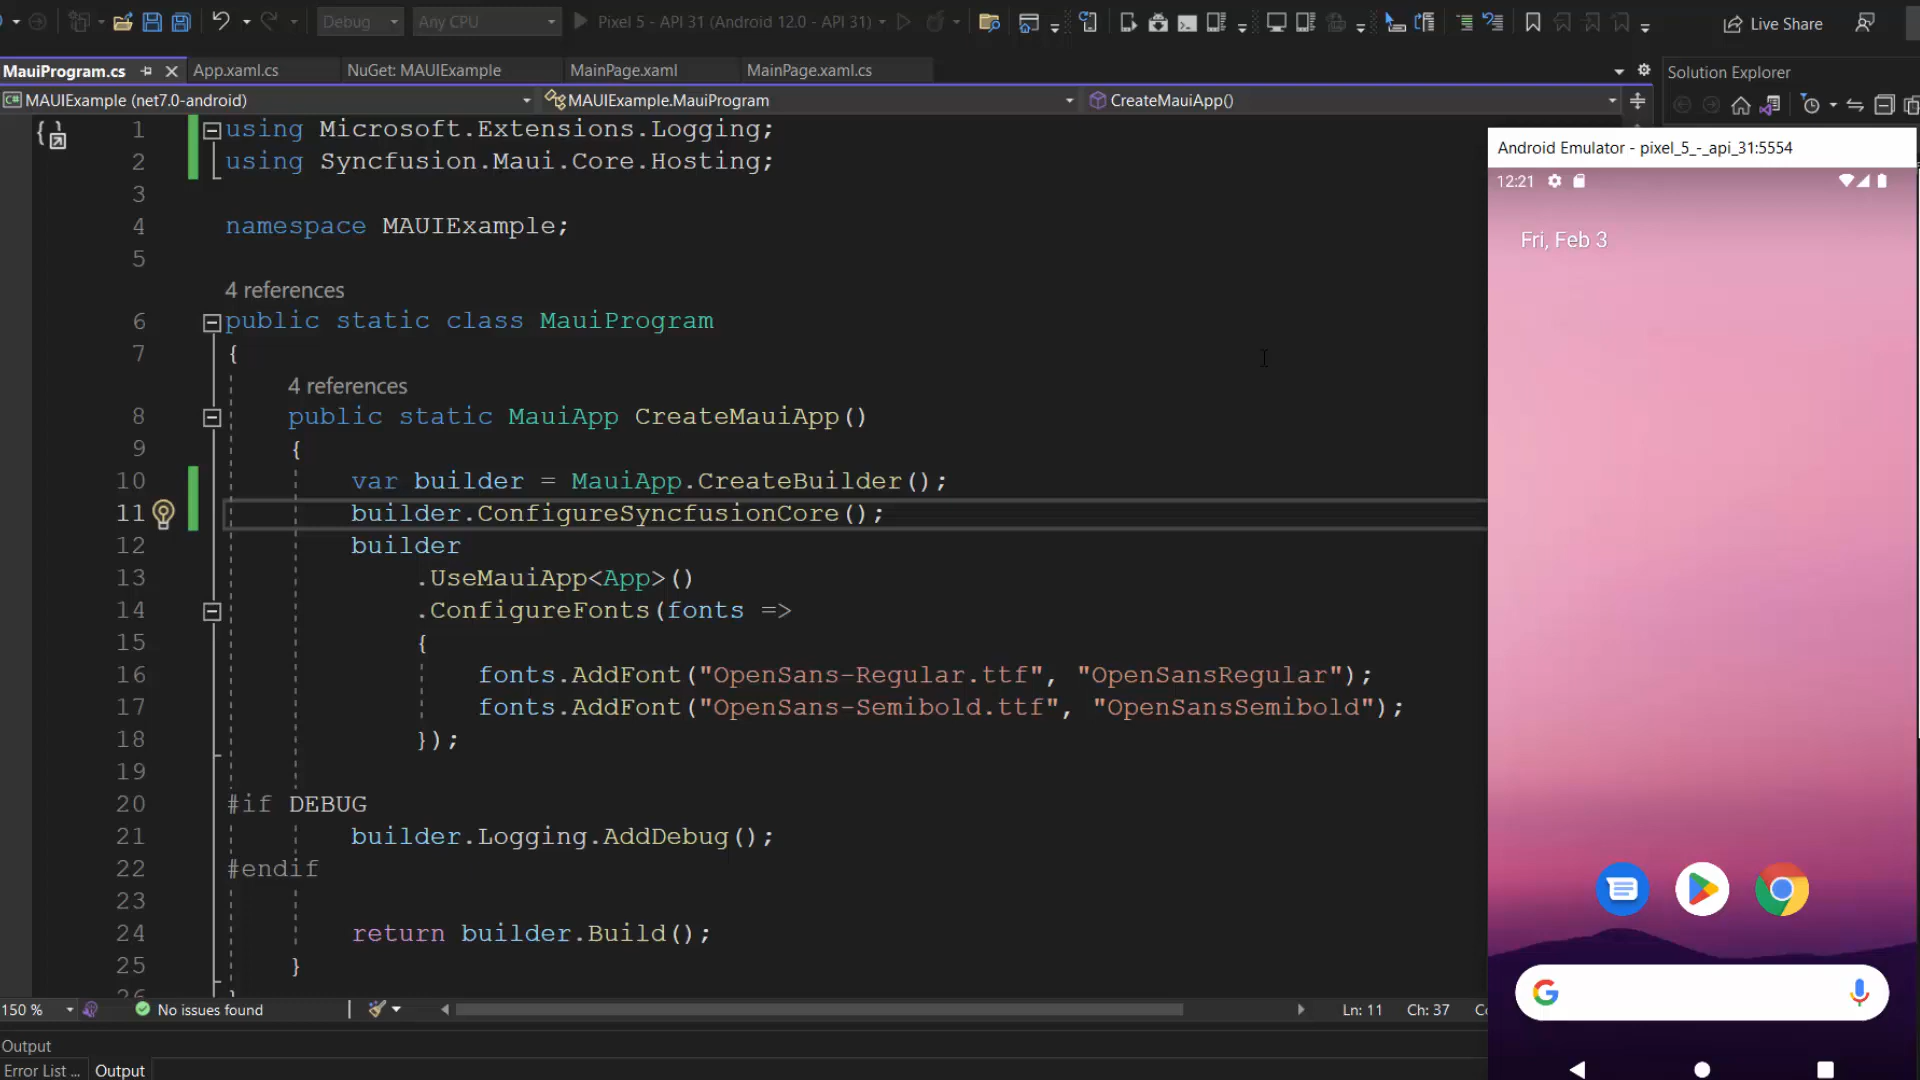 Debug
Any CPU
Pixel 5 - API 31 (Android 12.0 - API 31)
Live Share
MauiProgram.cs
App.xaml.cs
NuGet: MAUIExample
MainPage.xaml
MainPage.xaml.cs
Solution Explorer
MAUIExample (net7.0-android)
MAUIExample.MauiProgram
CreateMauiApp()
1 using Microsoft.Extensions.Logging;
2 using Syncfusion.Maui.Core.Hosting;
3
4 namespace MAUIExample;
5
4 references
6 public static class MauiProgram
7 {
4 references
8 public static MauiApp CreateMauiApp()
9 {
10 var builder = MauiApp.CreateBuilder();
11 builder.ConfigureSyncfusionCore();
12 builder
13 .UseMauiApp<App>()
14 .ConfigureFonts(fonts =>
15 {
16 fonts.AddFont("OpenSans-Regular.ttf", "OpenSansRegular");
17 fonts.AddFont("OpenSans-Semibold.ttf", "OpenSansSemibold");
18 });
19
20 #if DEBUG
21 builder.Logging.AddDebug();
22 #endif
23
24 return builder.Build();
25 }
150 %
No issues found
Ln: 11
Ch: 37
Output
Error List ...
Output
Android Emulator - pixel_5_-_api_31:5554
12:21
Fri, Feb 3